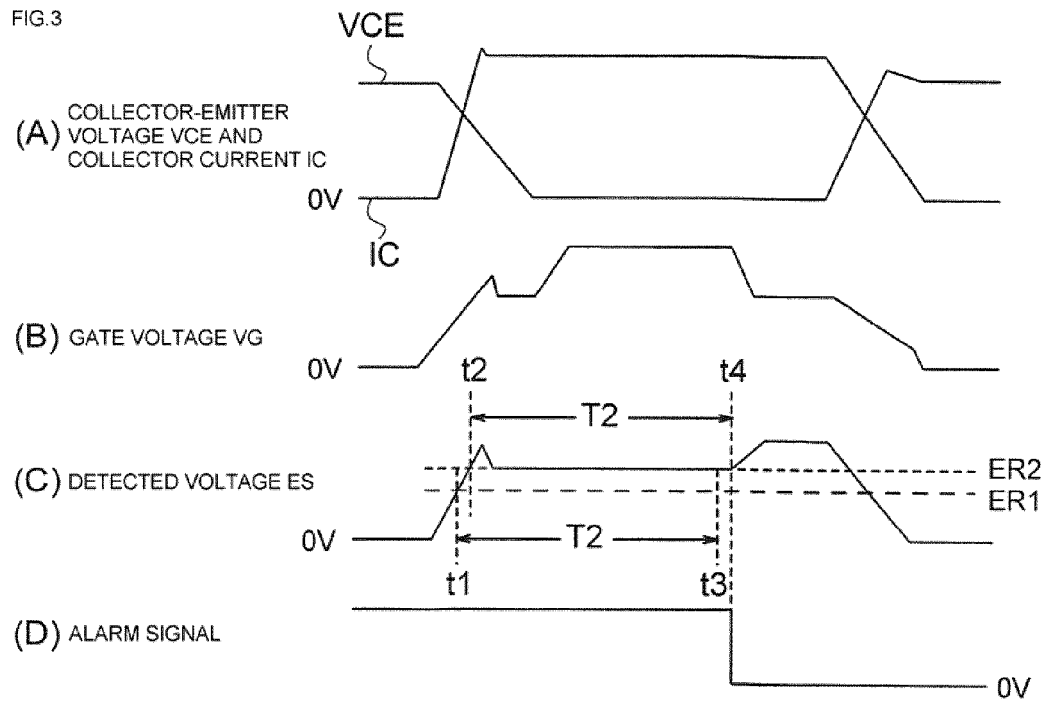 FIG.3
VCE
(A) COLLECTOR-EMITTER
VOLTAGE VCE AND
COLLECTOR CURRENT IC
0V
IC
(B) GATE VOLTAGE VG
0V
t2
t4
T2
(C) DETECTED VOLTAGE ES
ER2
ER1
0V
T2
t1
t3
(D) ALARM SIGNAL
0V